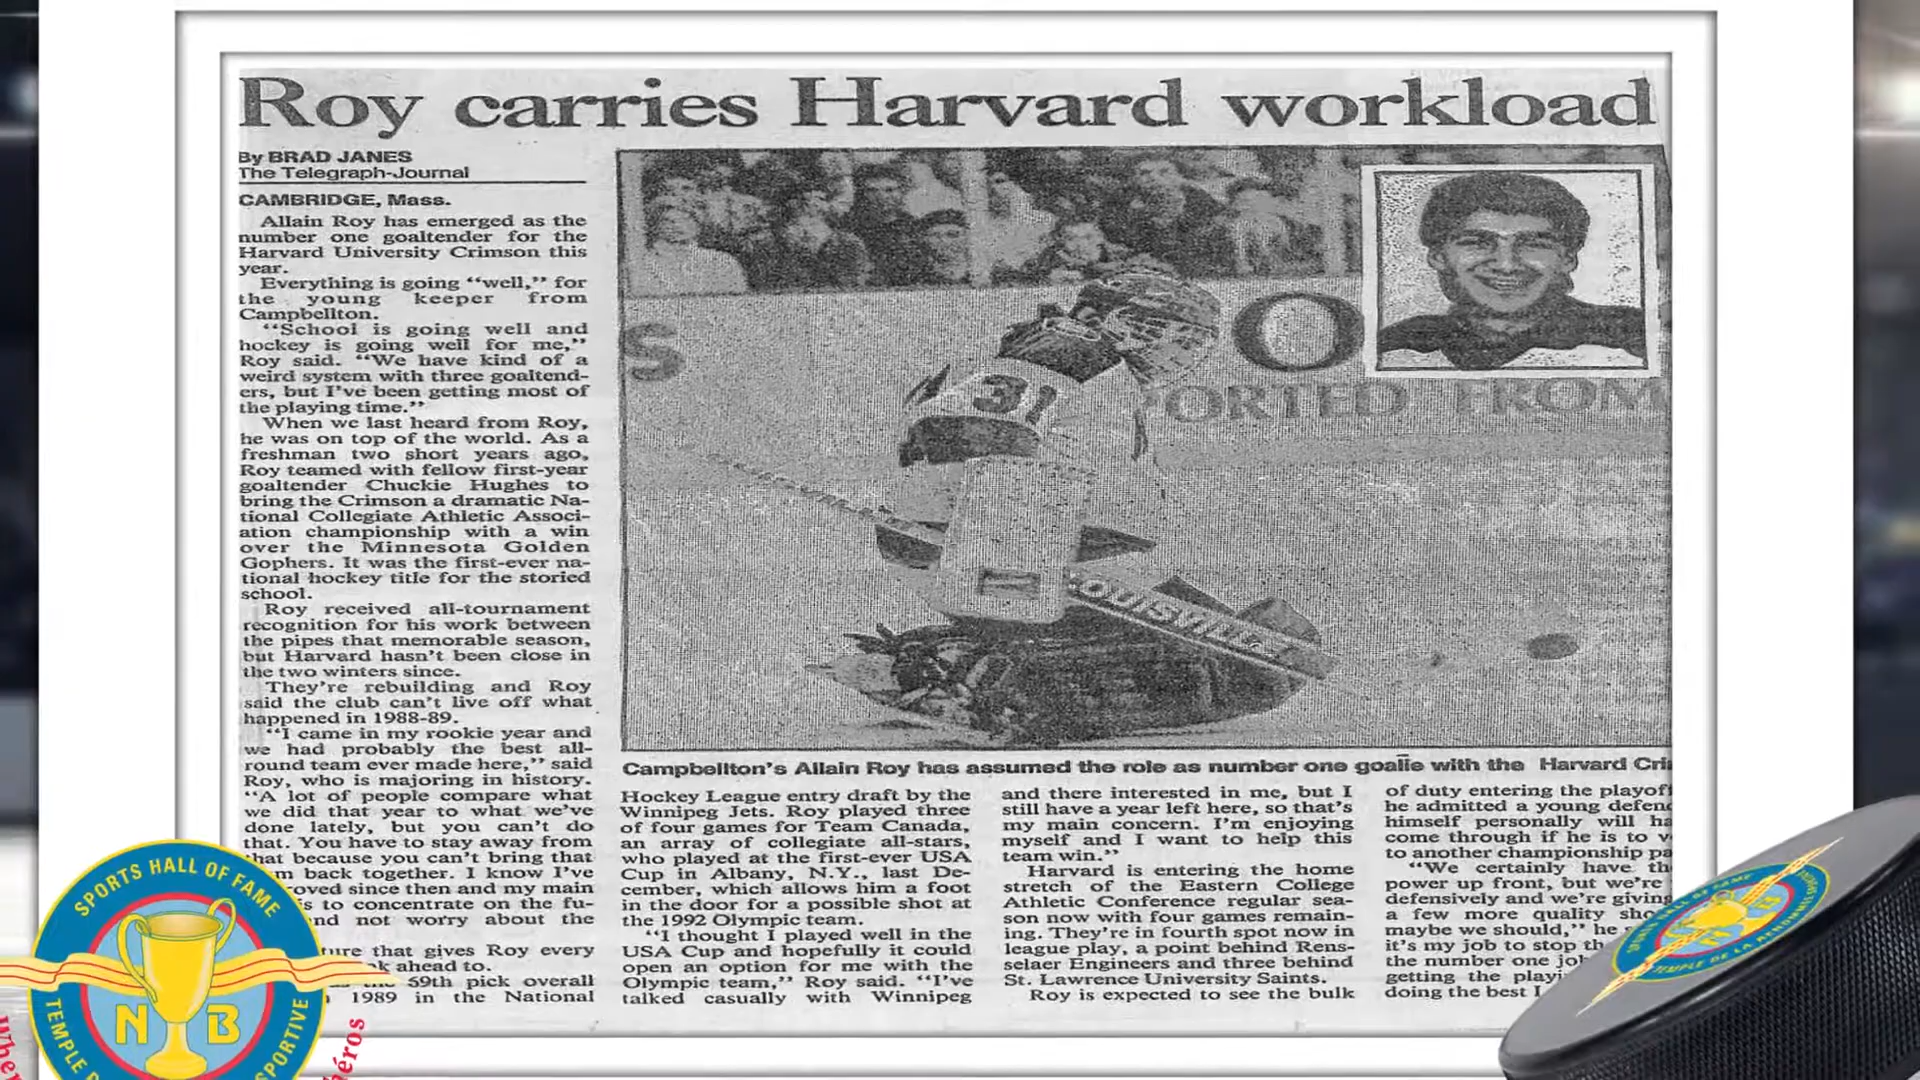 Roy carries Harvard workload
By BRAD JANES
The Telegraph-Journal
CAMBRIDGE, Mass.
Allain Roy has emerged as the
number one goaltender for the
Harvard University Crimson this
year.
Everything is going "well," for
the young keeper from
Campbellton.
"School is going well and
hockey is going well for me,"
Roy said. "We have kind of a
weird system with three goaltend-
ers, but I've been getting most of
the playing time."
When we last heard from Roy,
he was on top of the world. As a
freshman two short years ago,
Roy teamed with fellow first-year
goaltender Chuckie Hughes to
bring the Crimson a dramatic Na-
tional Collegiate Athletic Associ-
ation championship with a win
over the Minnesota Golden
Gophers. It was the first-ever na-
tional hockey title for the storied
school.
Roy received all-tournament
recognition for his work between
the pipes that memorable season,
but Harvard hasn't been close in
the two winters since.
They're rebuilding and Roy
said the club can't live off what
happened in 1988-89.
"I came in my rookie year and
we had probably the best all-
round team ever made here," said
Roy, who is majoring in history.
"A lot of people compare what
we did that year to what we've
done lately, but you can't do
that. You have to stay away from
that because you can't bring that
back together. I know I've
since then and my main
is to concentrate on the fu-
and not worry about the
that gives Roy every
ahead to.
59th pick overall
1989 in the National
S
31
O
PORTED FROM
LOUISVILLE
Campbellton's Allain Roy has assumed the role as number one goalie with the Harvard Cri
Hockey League entry draft by the
Winnipeg Jets. Roy played three
of four games for Team Canada,
an array of collegiate all-stars,
who played at the first-ever USA
Cup in Albany, N.Y., last De-
cember, which allows him a foot
in the door for a possible shot at
the 1992 Olympic team.
"I thought I played well in the
USA Cup and hopefully it could
open an option for me with the
Olympic team," Roy said. "I've
talked casually with Winnipeg
and there interested in me, but I
still have a year left here, so that's
my main concern. I'm enjoying
myself and I want to help this
team win."
Harvard is entering the home
stretch of the Eastern College
Athletic Conference regular sea-
son now with four games remain-
ing. They're in fourth spot now in
league play, a point behind Rens-
selaer Engineers and three behind
St. Lawrence University Saints.
Roy is expected to see the bulk
of duty entering the playof
he admitted a young defen
himself personally will ha
come through if he is to
to another championship
"We certainly have
power up front, but we're
defensively and we're giving
a few more quality
maybe we should," he
it's my job to stop
the number one
getting the
doing the best I
SPORTS HALL OF FAME
NB
TEMPLE
SPORTIVE
SPORTS HALL OF FAME
TEMPLE DE LA RENOMMÉE SPORTIVE